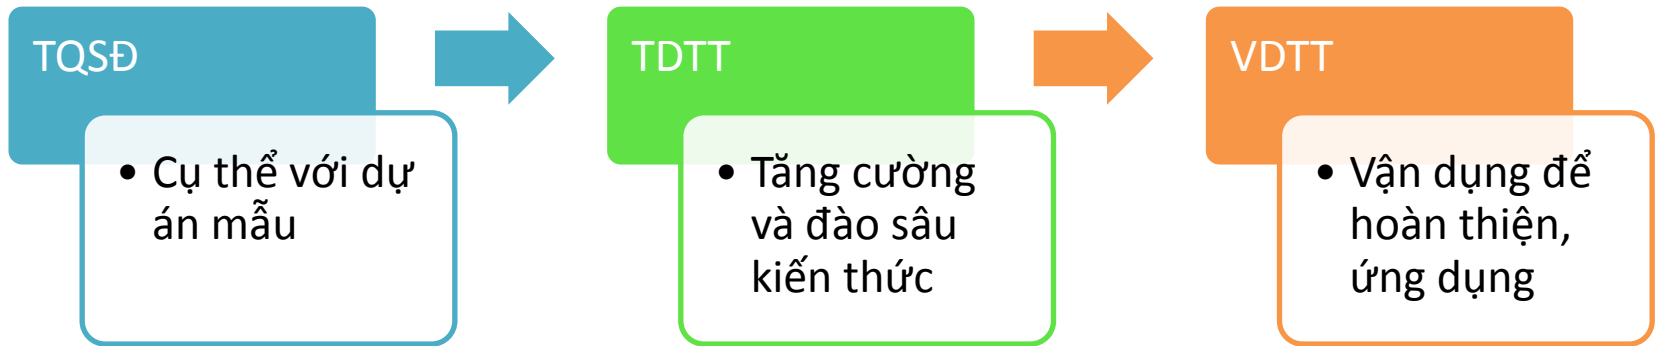 TQSĐ
• Cụ thể với dự
án mẫu
TDTT
• Tăng cường
và đào sâu
kiến thức
VDTT
• Vận dụng để
hoàn thiện,
ứng dụng